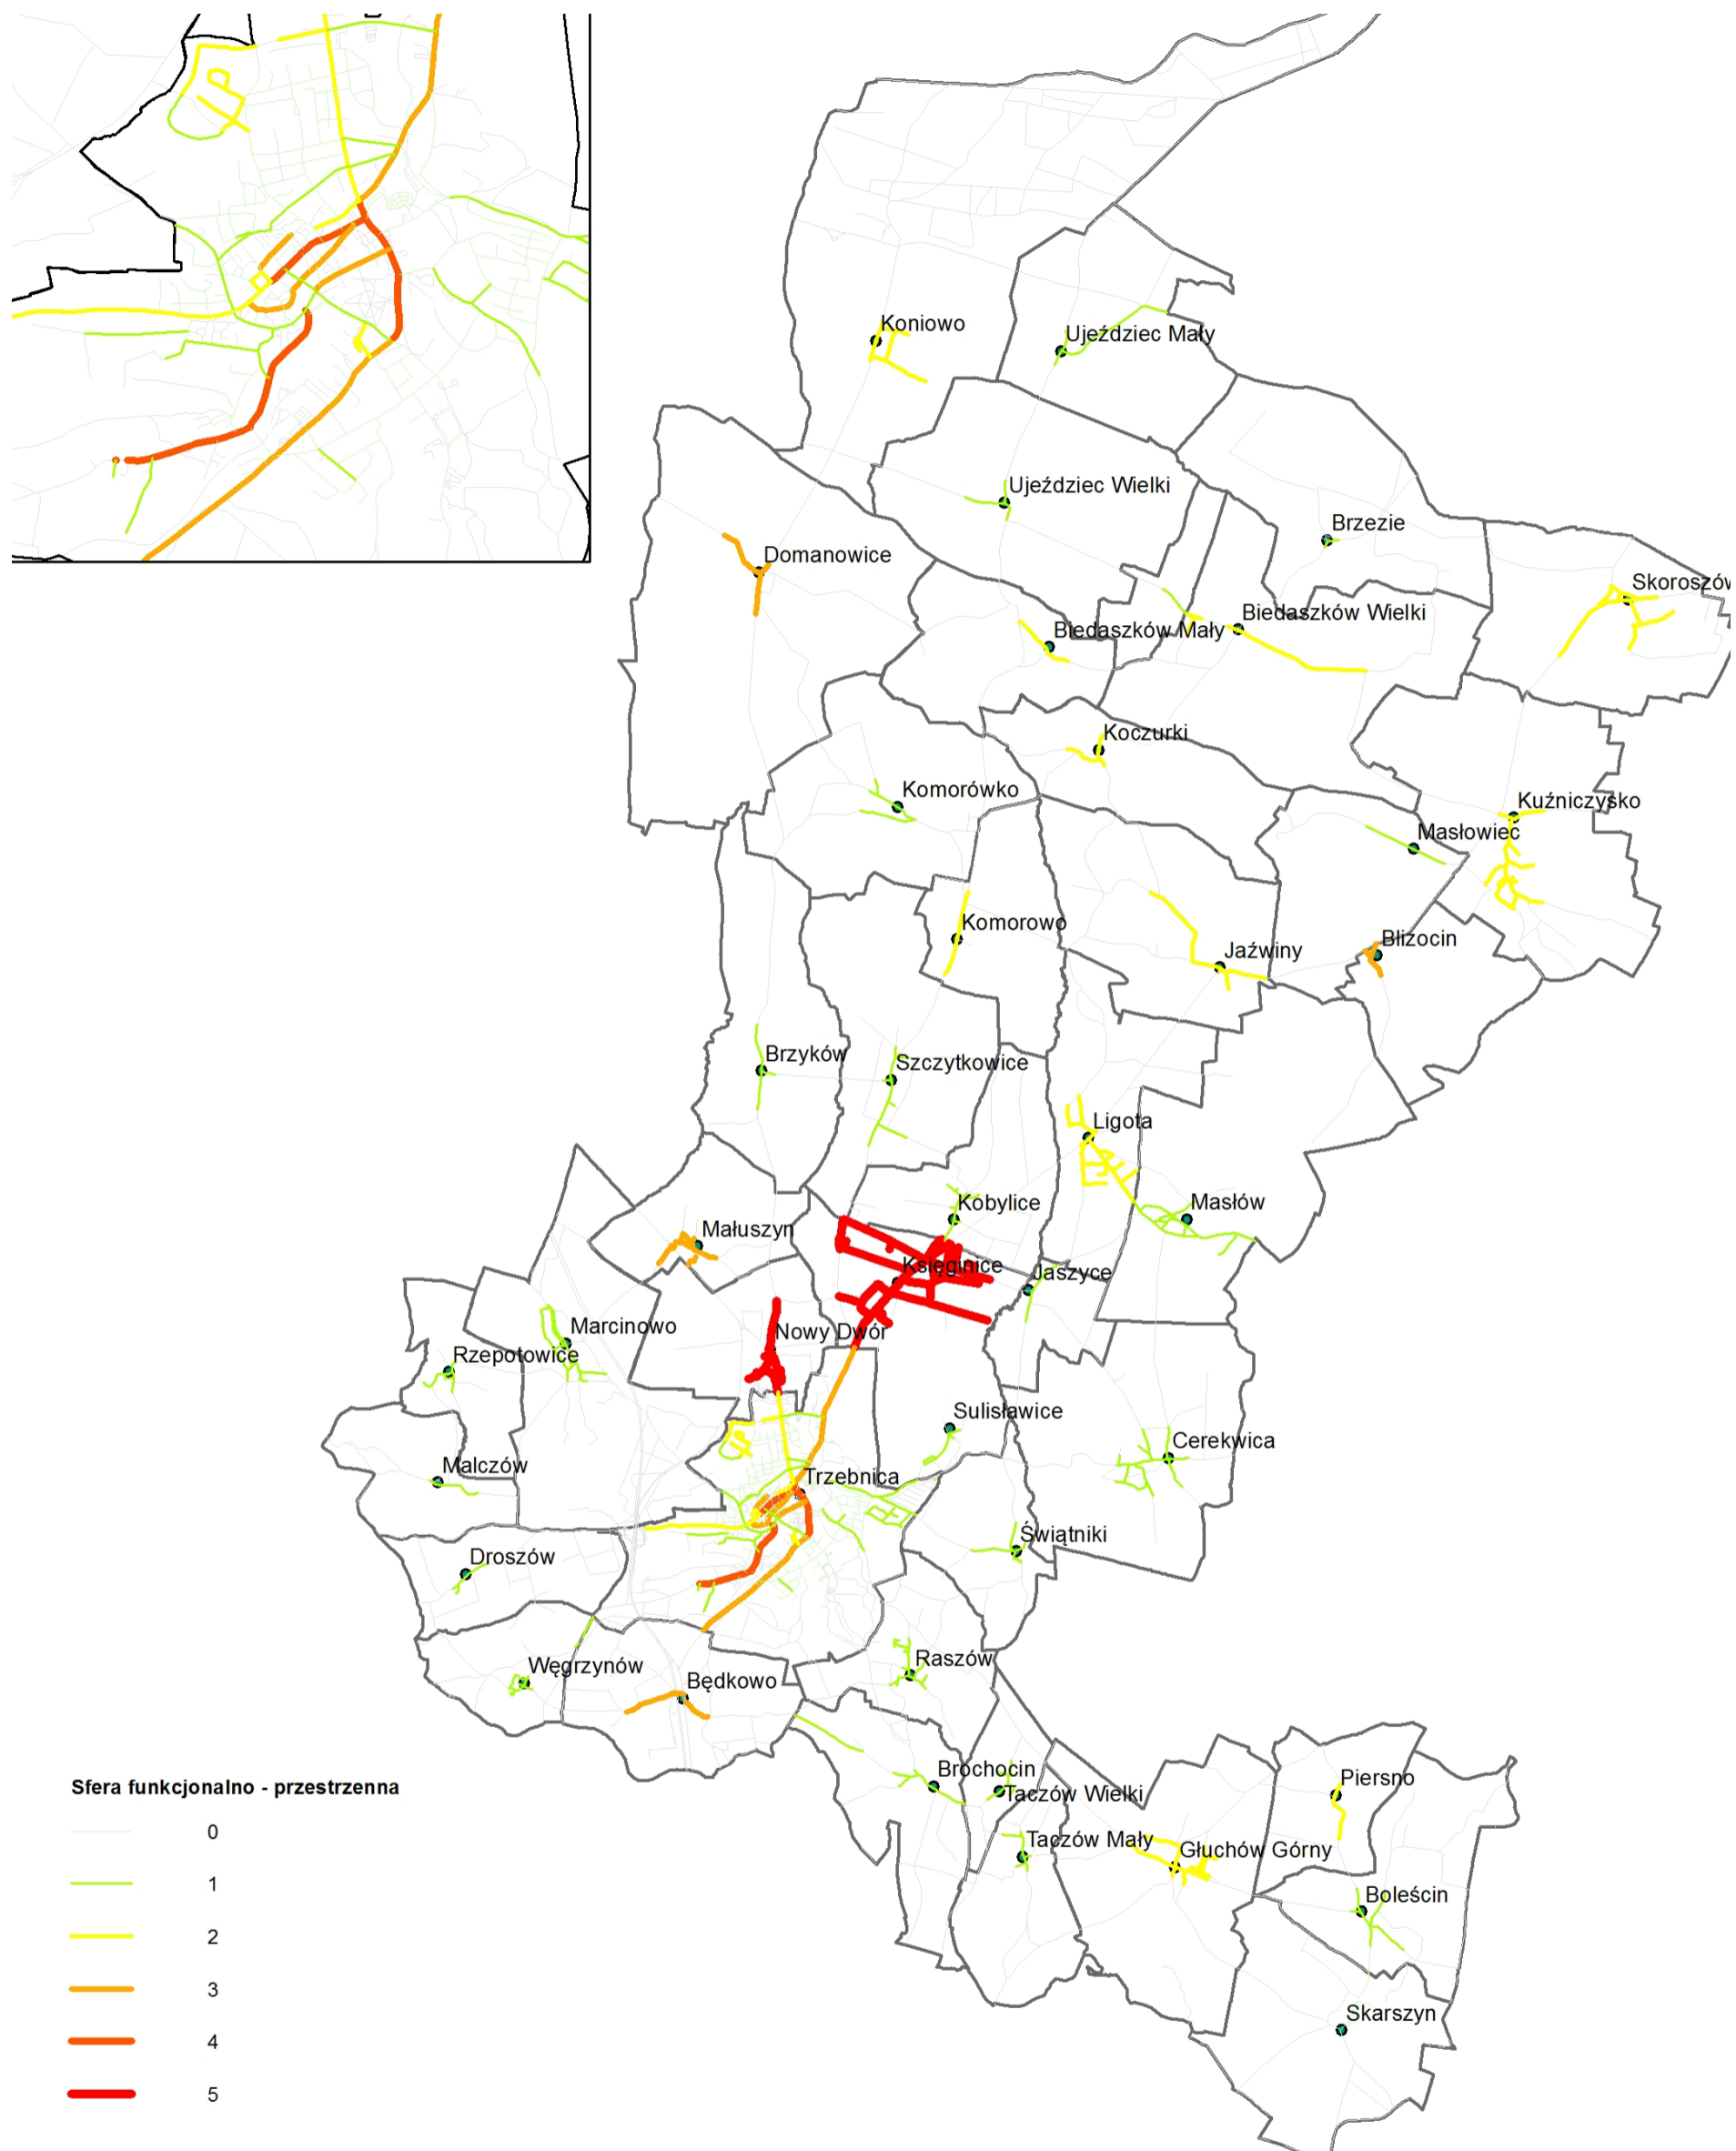 Koniowo
Ujeździec Mały
Ujeździec Wielki
Brzezie
Domanowice
Skoroszów
Biedaszków Wielki
Biedaszków Mały
Koczurki
Komorówko
Kuźniczysko
Masłowiec
Komorowo
Blizocin
Jaźwiny
Brzyków
Szczytkowice
Ligota
Masłów
Kobylice
Małuszyn
Księginice
Jaszyce
Marcinowo
Nowy Dwór
Rzepotowice
Sulisławice
Cerekwica
Malczów
Trzebnica
Świątniki
Droszów
Raszów
Węgrzynów
Będkowo
Brochocin
Piersno
Taczów Wielki
Taczów Mały
Głuchów Górny
Boleścin
Skarszyn
Sfera funkcjonalno - przestrzenna
0
1
2
3
4
5